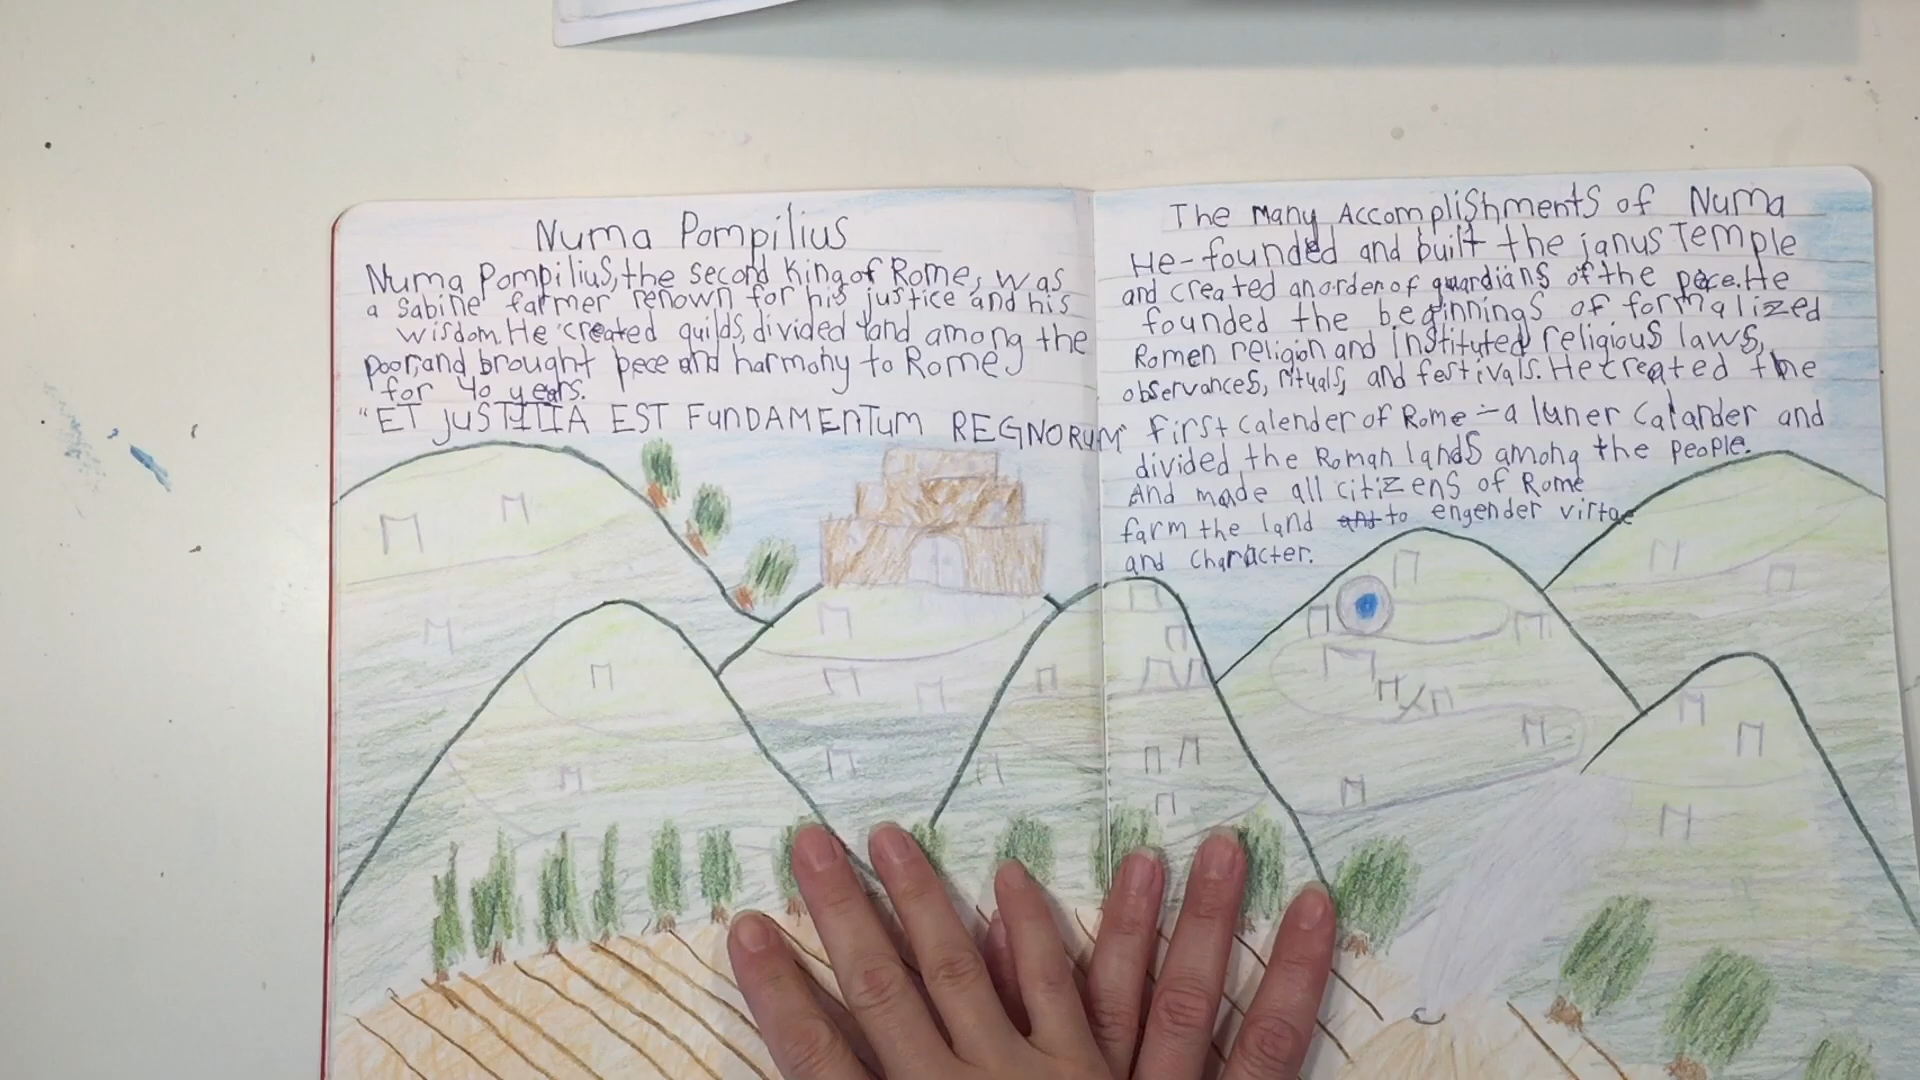 Numa Pompilius
Numa Pompilius, the second King of Rome, was
a Sabine farmer renown for his justice and his
wisdom. He created guilds, divided land among the
poor, and brought pece and harmony to Rome
for 40 years.
"ET JUSTITIA EST FUNDAMENTUM REGNORUM"
The Many Accomplishments of Numa
He founded and built the janus Temple
and created an order of guardians of the pece. He
founded the beginnings of formalized
Romen religion and instituted religious laws,
observances, rituals, and festivals. He created the
first calender of Rome - a luner calander and
divided the Roman lands among the people.
And made all citizens of Rome
farm the land and to engender virtae
and character.